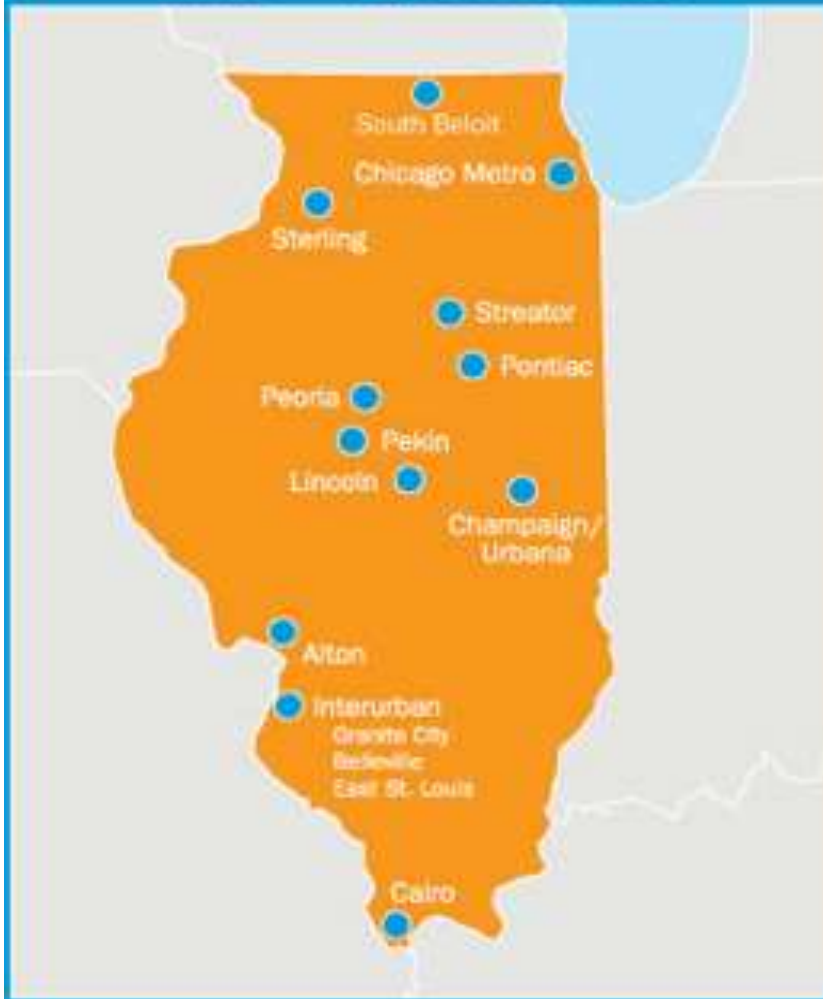 South Beloit
Chicago Metro
Sterling
Streator
Pontiac
Peoria
Pekin
Lincoln
Champaign/
Urbana
Alton
Interurban
Granite City
Belleville
East St. Louis
Cairo